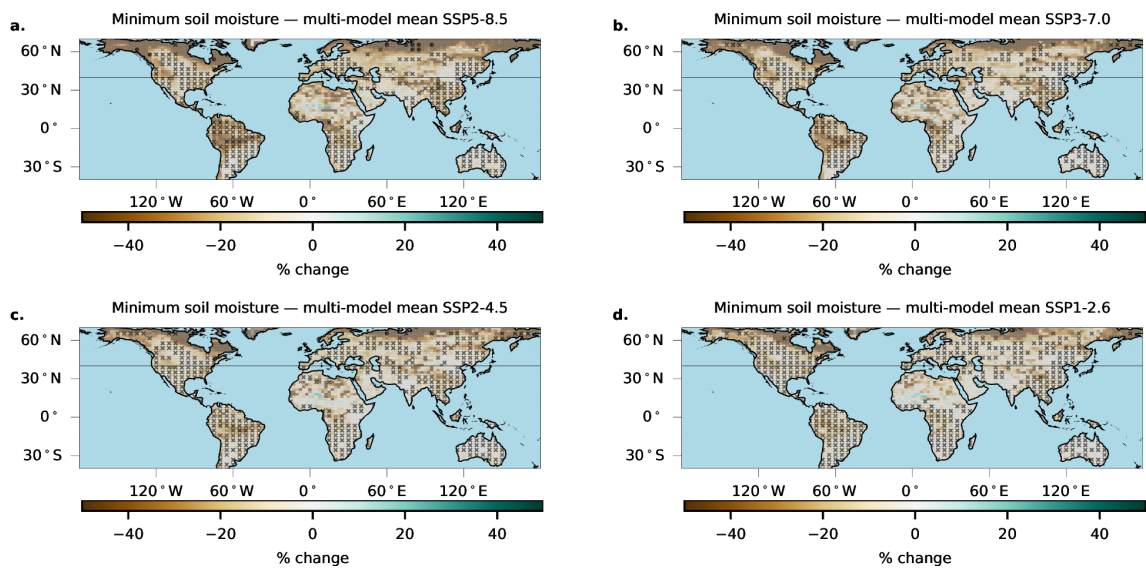 a.
Minimum soil moisture — multi-model mean SSP5-8.5
60°N
30°N
0°
30°S
120°W 60°W 0° 60°E 120°E
−40 −20 0 20 40
% change
b.
Minimum soil moisture — multi-model mean SSP3-7.0
60°N
30°N
0°
30°S
120°W 60°W 0° 60°E 120°E
−40 −20 0 20 40
% change
c.
Minimum soil moisture — multi-model mean SSP2-4.5
60°N
30°N
0°
30°S
120°W 60°W 0° 60°E 120°E
−40 −20 0 20 40
% change
d.
Minimum soil moisture — multi-model mean SSP1-2.6
60°N
30°N
0°
30°S
120°W 60°W 0° 60°E 120°E
−40 −20 0 20 40
% change